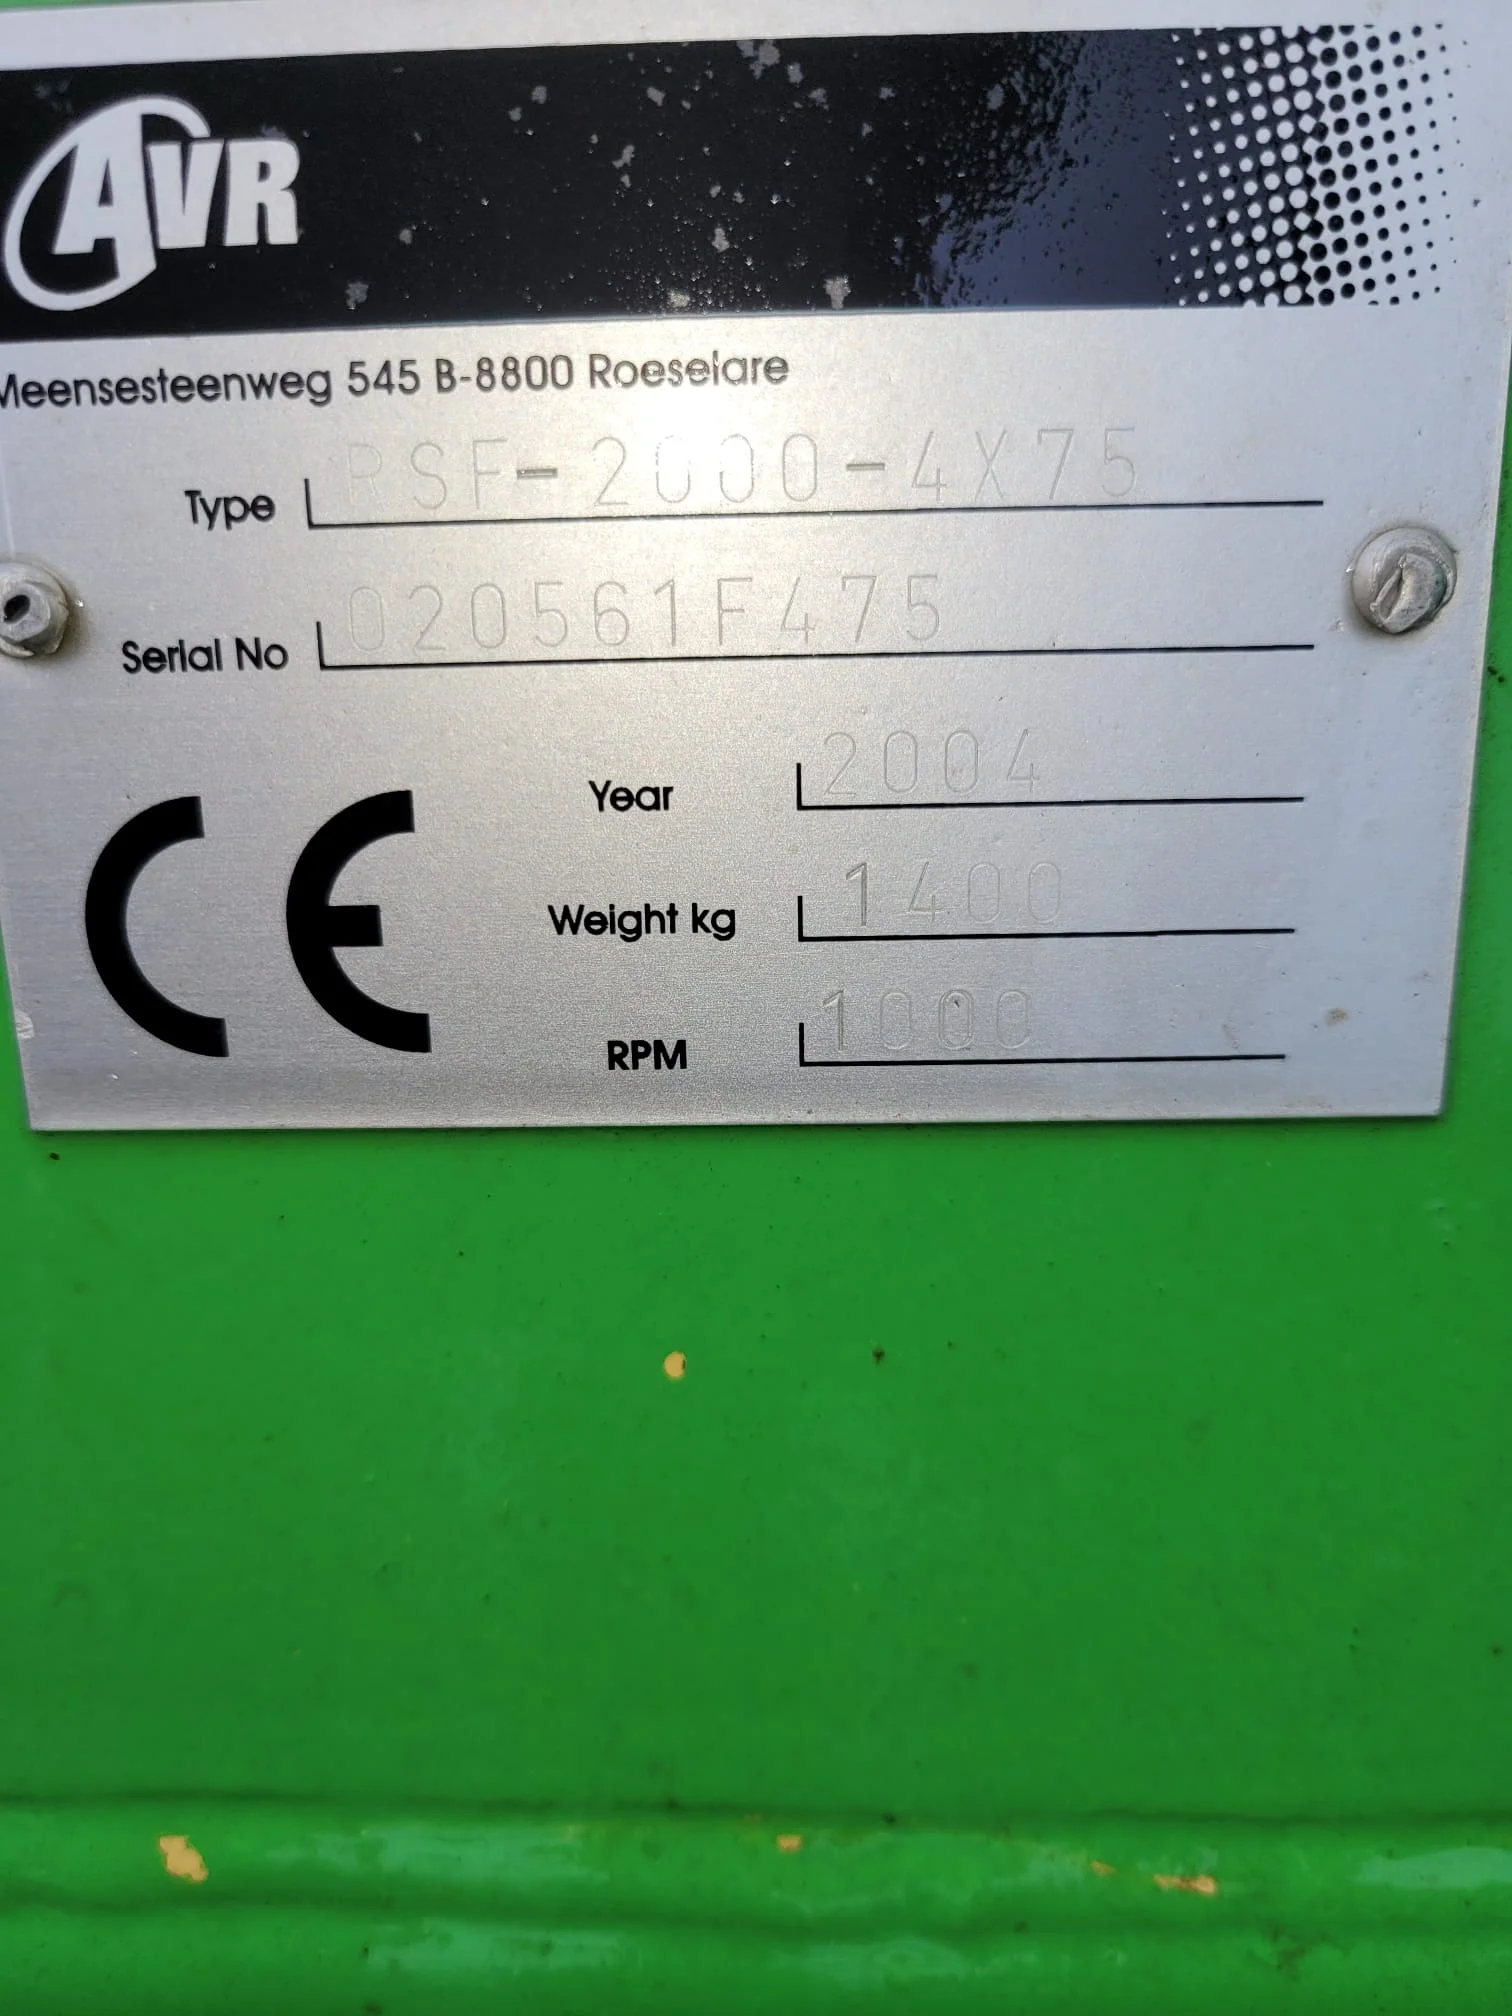 AVR
Meensesteenweg 545 B-8800 Roeselare
Type RSF-2000-4X75
Serial No 020561F475
CE
Year 2004
Weight kg 1400
RPM 1000